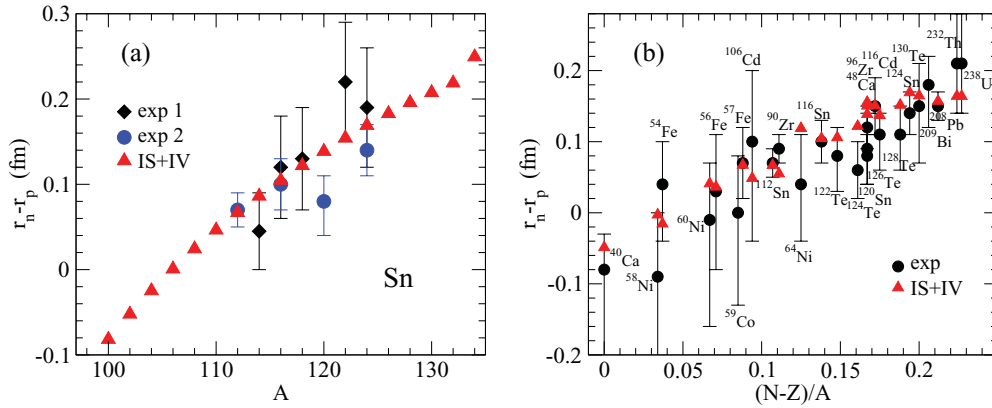 (a)
exp 1
exp 2
IS+IV
Sn
0.3
0.2
0.1
0
-0.1
100
110
120
130
A
r_n-r_p (fm)
(b)
232Th
130Te
116Cd
106Cd
96Zr
48Ca
124Sn
238U
116Sn
57Fe
56Fe
90Zr
54Fe
208Pb
209Bi
128Te
126Te
112Sn
122Te
120Sn
124Te
60Ni
64Ni
40Ca
58Ni
59Co
exp
IS+IV
0.2
0.1
0
-0.1
-0.2
0
0.05
0.1
0.15
0.2
(N-Z)/A
r_n-r_p (fm)